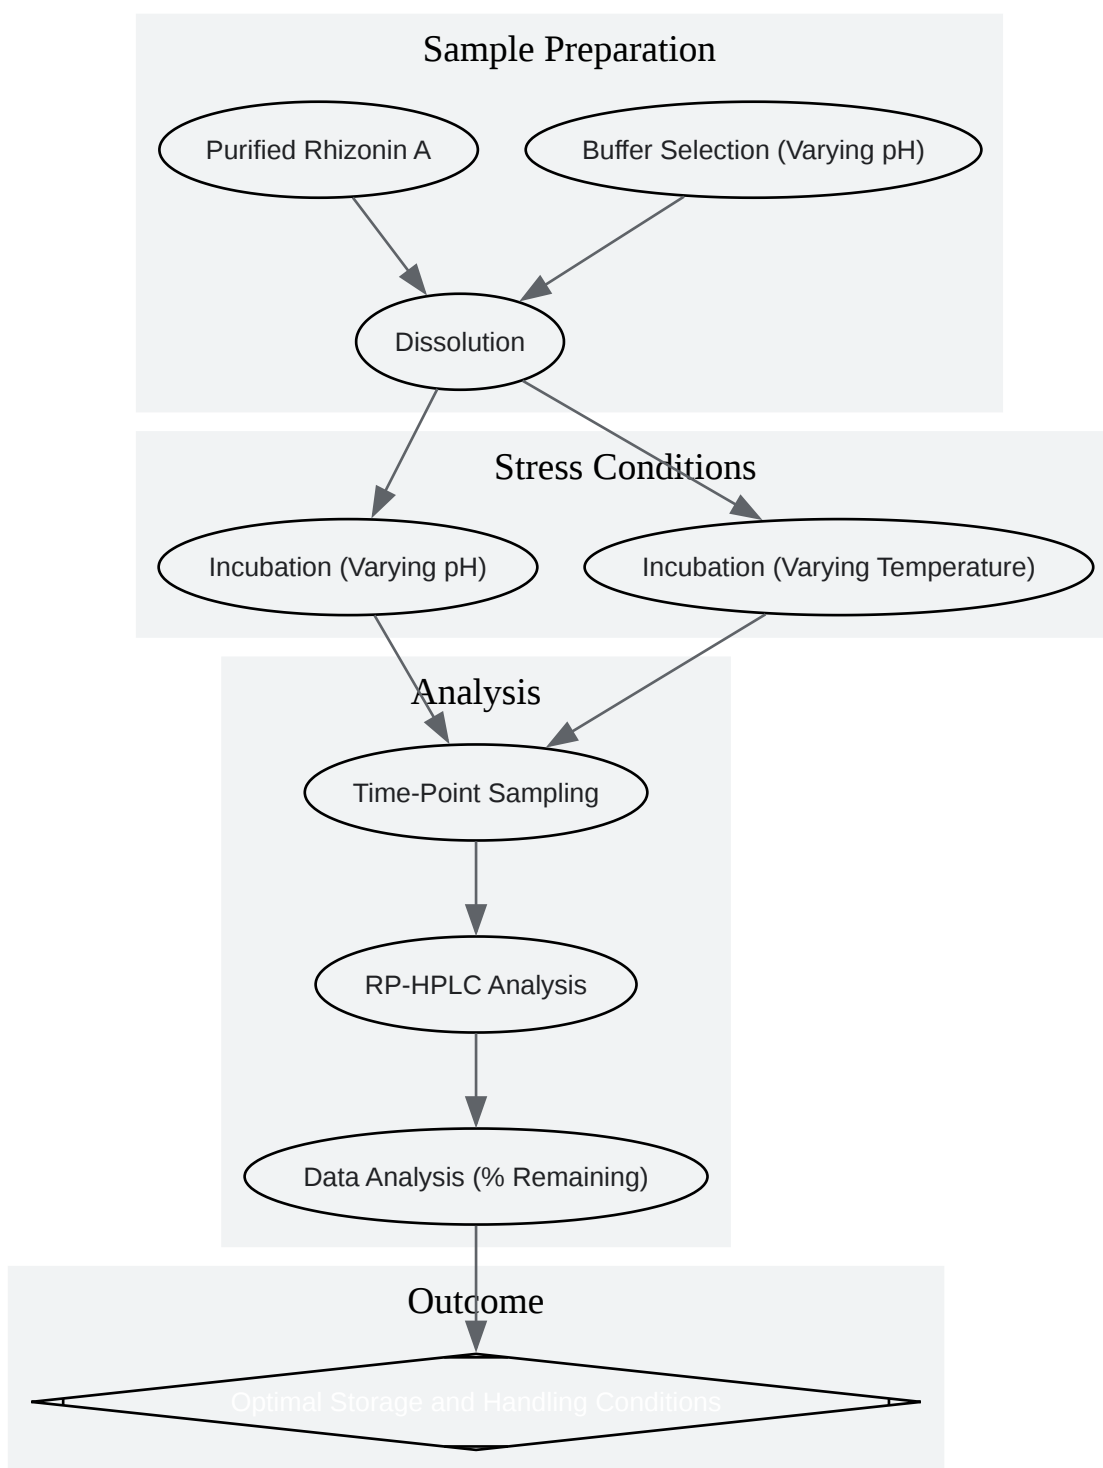 Sample Preparation
Purified Rhizonin A
Buffer Selection (Varying pH)
Dissolution
Stress Conditions
Incubation (Varying pH)
Incubation (Varying Temperature)
Analysis
Time-Point Sampling
RP-HPLC Analysis
Data Analysis (% Remaining)
Outcome
Optimal Storage and Handling Conditions